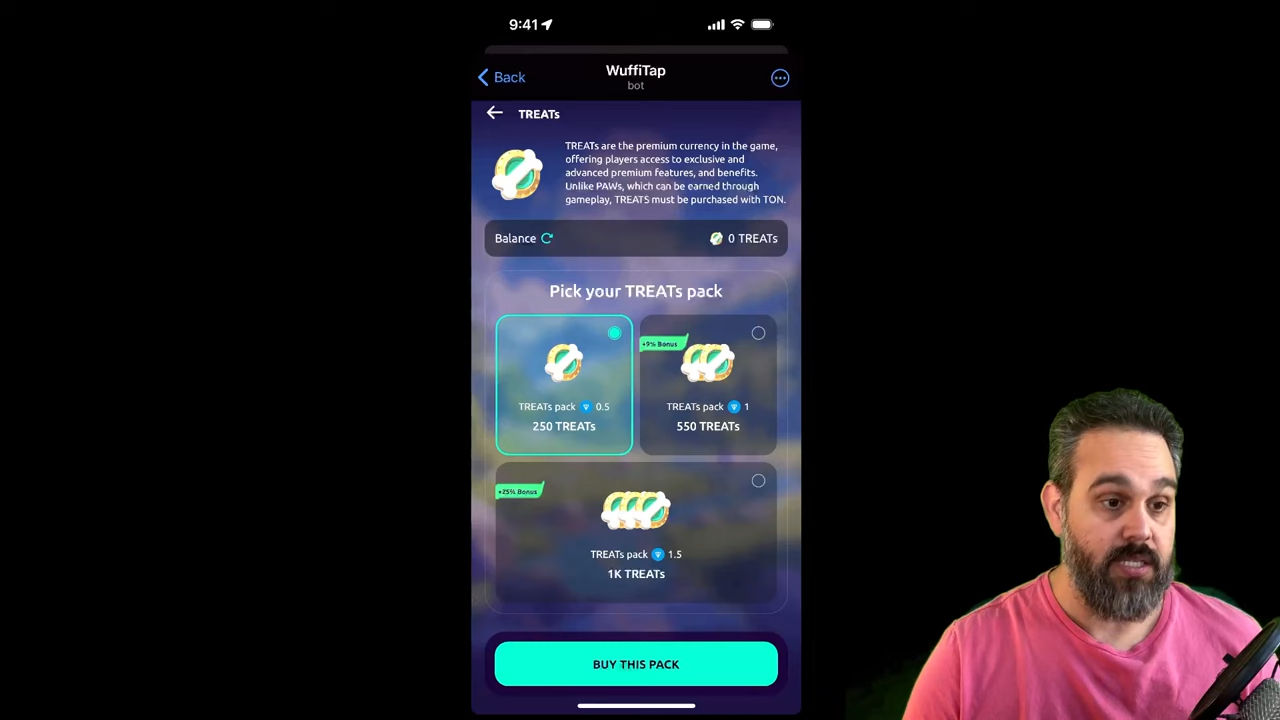 9:41
Back
WuffiTap
bot
TREATs
TREATs are the premium currency in the game,
offering players access to exclusive and
advanced premium features, and benefits.
Unlike PAWs, which can be earned through
gameplay, TREATS must be purchased with TON.
Balance
0 TREATs
Pick your TREATs pack
TREATs pack 0.5
250 TREATs
+9% Bonus
TREATs pack 1
550 TREATs
+25% Bonus
TREATs pack 1.5
1K TREATs
BUY THIS PACK